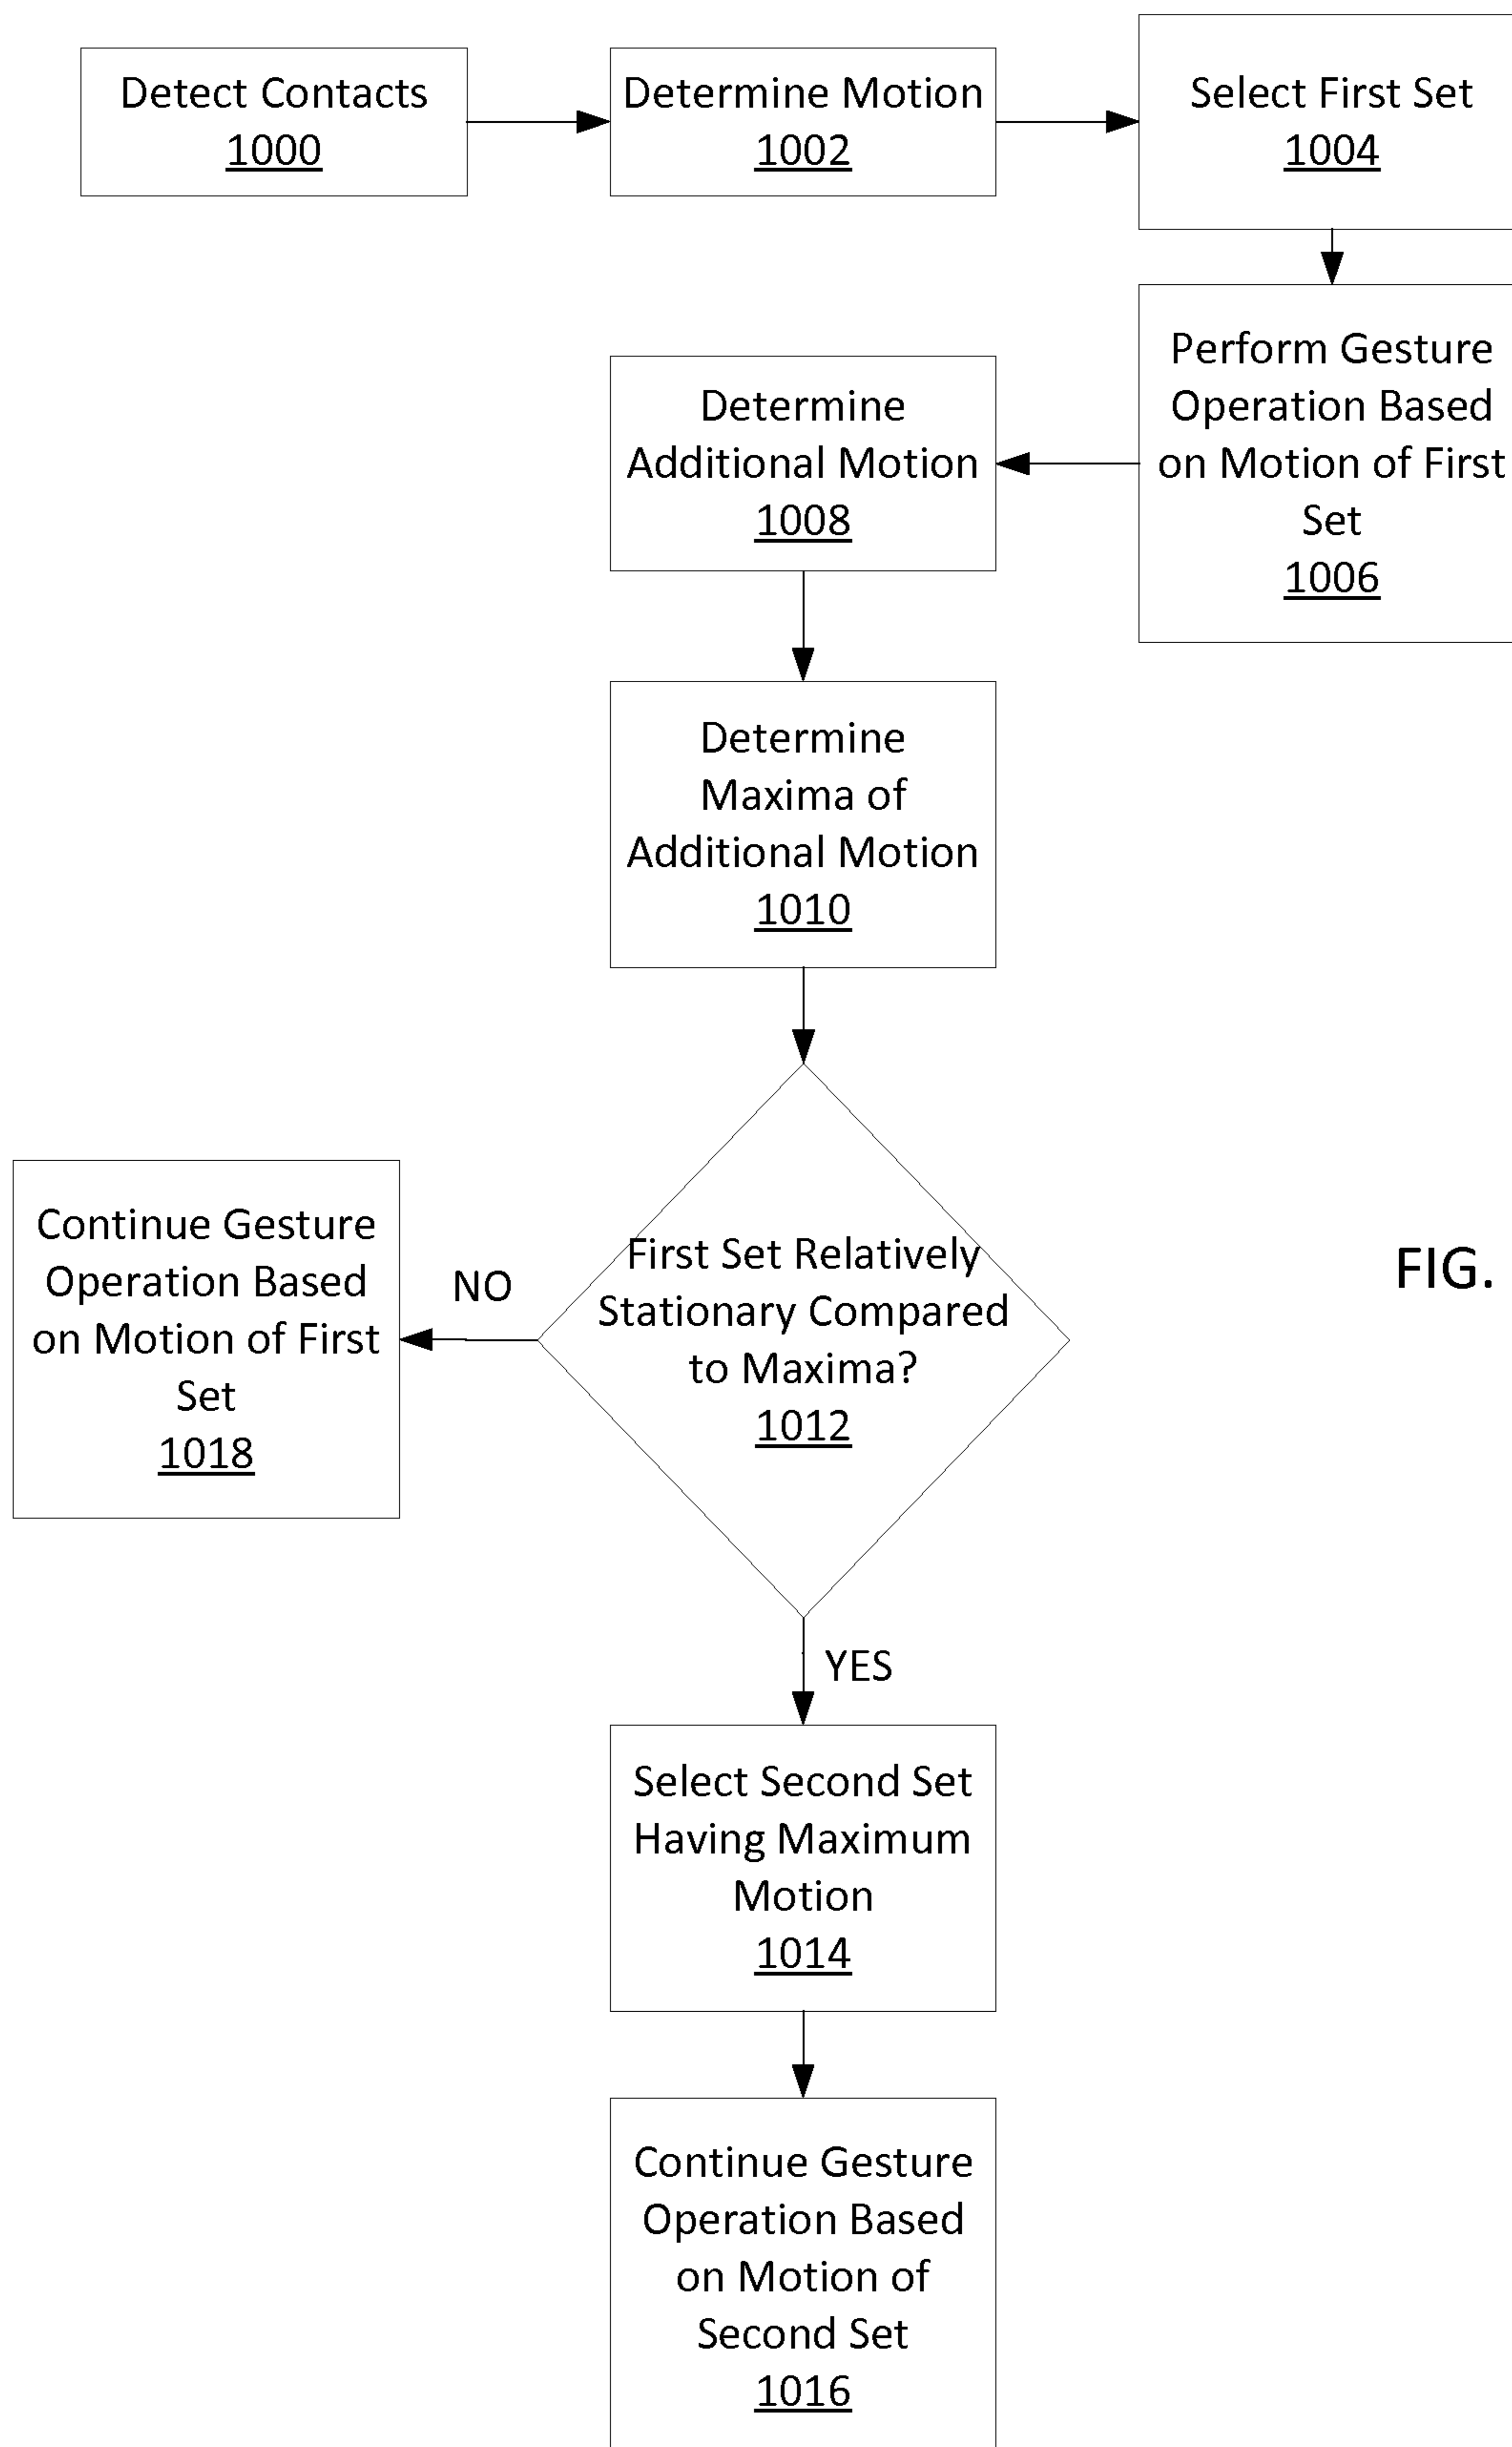 Detect Contacts
1000
Determine Motion
1002
Select First Set
1004
Perform Gesture
Operation Based
on Motion of First
Set
1006
Determine
Additional Motion
1008
Determine
Maxima of
Additional Motion
1010
First Set Relatively
Stationary Compared
to Maxima?
1012
NO
Continue Gesture
Operation Based
on Motion of First
Set
1018
FIG.
YES
Select Second Set
Having Maximum
Motion
1014
Continue Gesture
Operation Based
on Motion of
Second Set
1016